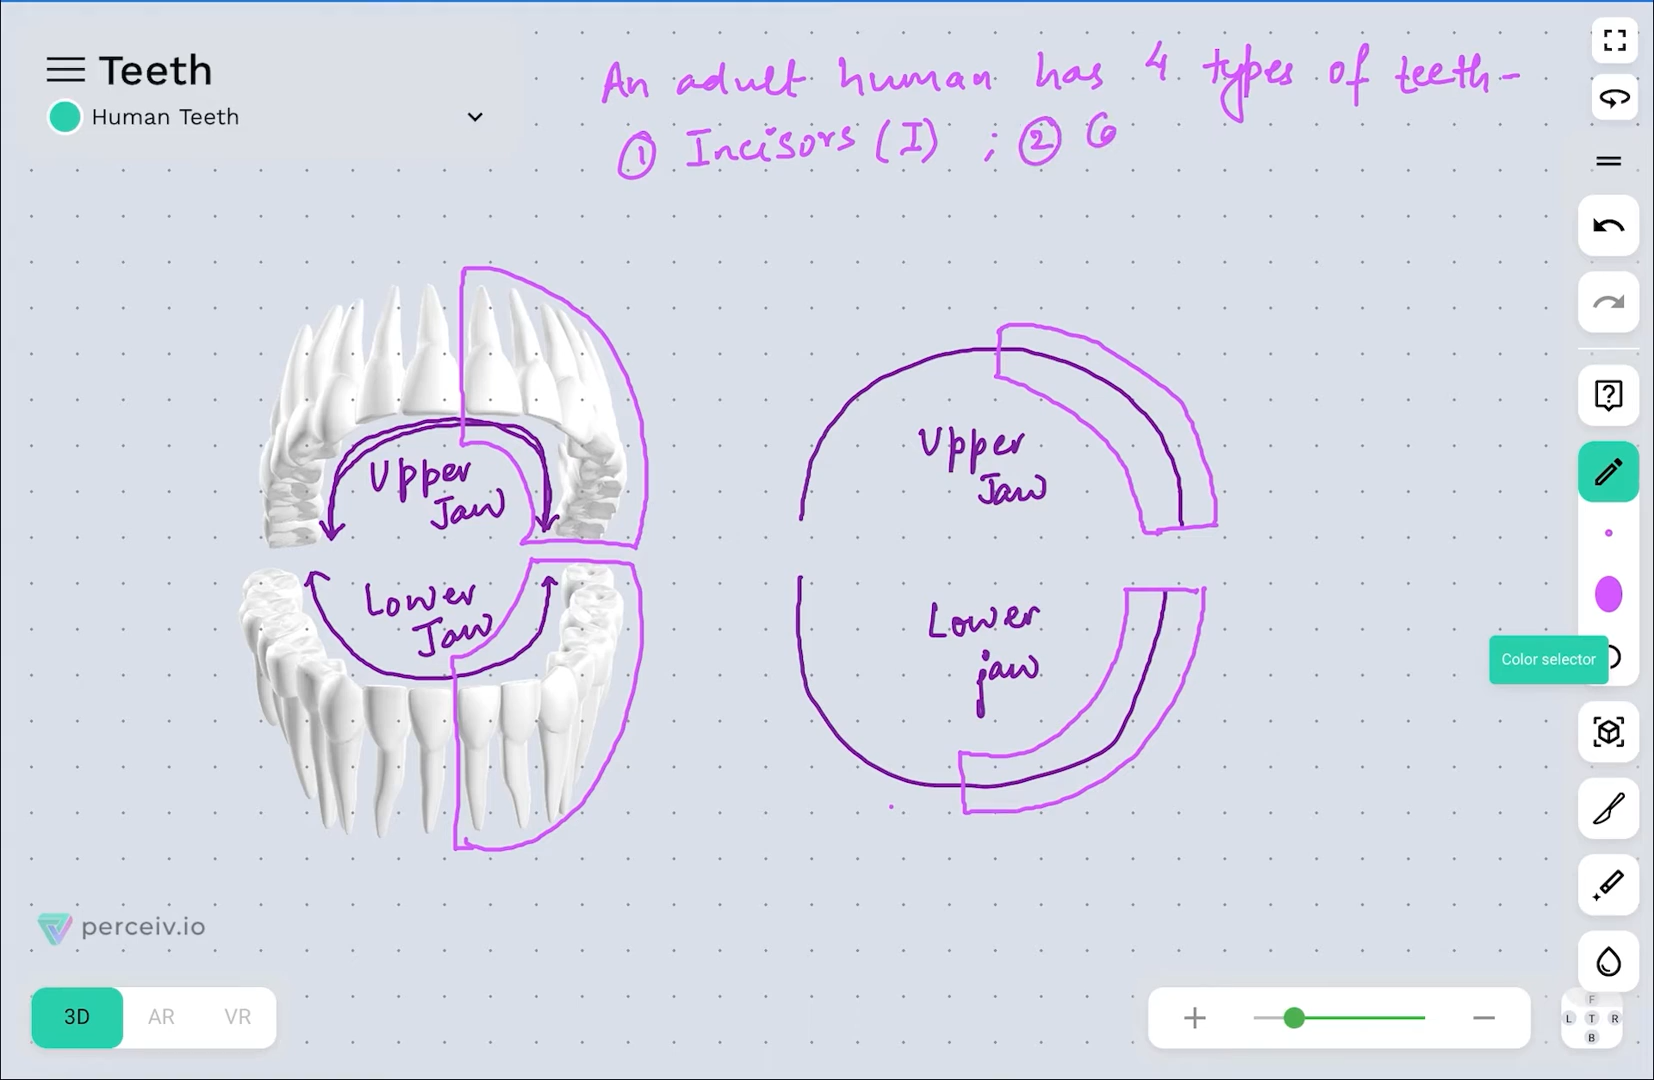 Teeth
Human Teeth
An adult human has 4 types of teeth-
① Incisors (I) ; ②
Upper
Jaw
Lower
Jaw
Upper
Jaw
Lower
jaw
Color selector
perceiv.io
3D AR VR
F
L T R
B